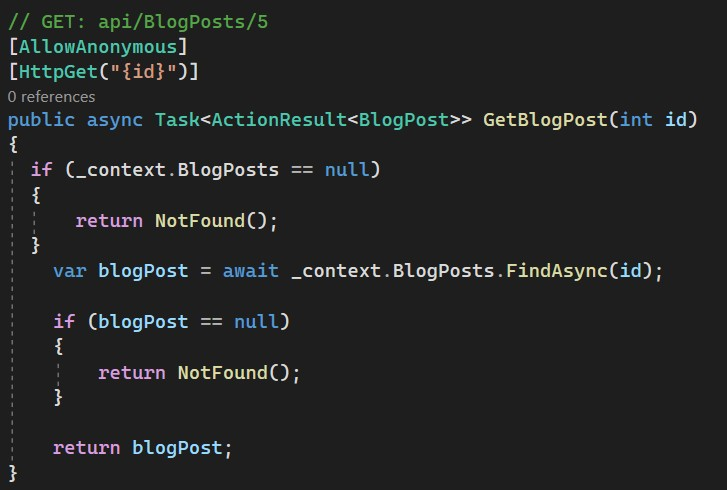 // GET: api/BlogPosts/5
[AllowAnonymous]
[HttpGet("{id}")]
0 references
public async Task<ActionResult<BlogPost>> GetBlogPost(int id)
{
if (_context.BlogPosts == null)
{
return NotFound();
}
var blogPost = await _context.BlogPosts.FindAsync(id);
if (blogPost == null)
{
return NotFound();
}
return blogPost;
}